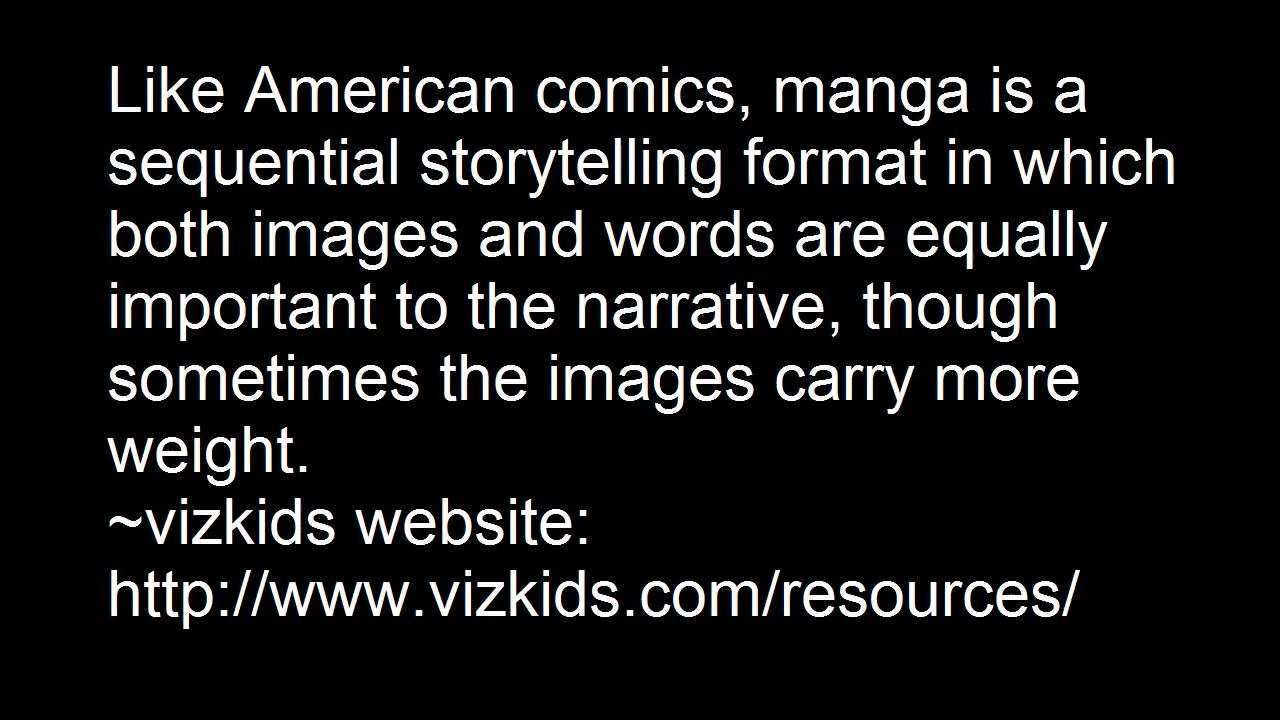 Like American comics, manga is a
sequential storytelling format in which
both images and words are equally
important to the narrative, though
sometimes the images carry more
weight.
~vizkids website:
http://www.vizkids.com/resources/